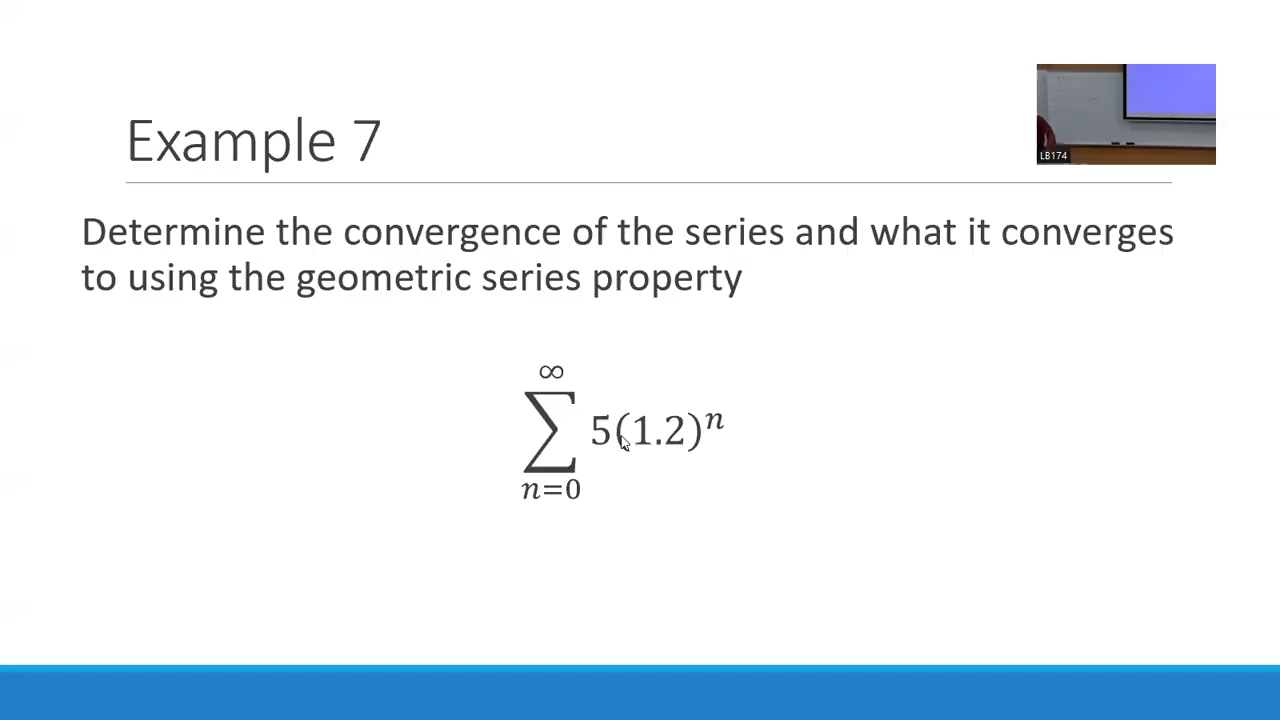 LB174
Example 7
Determine the convergence of the series and what it converges
to using the geometric series property
∞
∑ 5(1.2)ⁿ
n=0